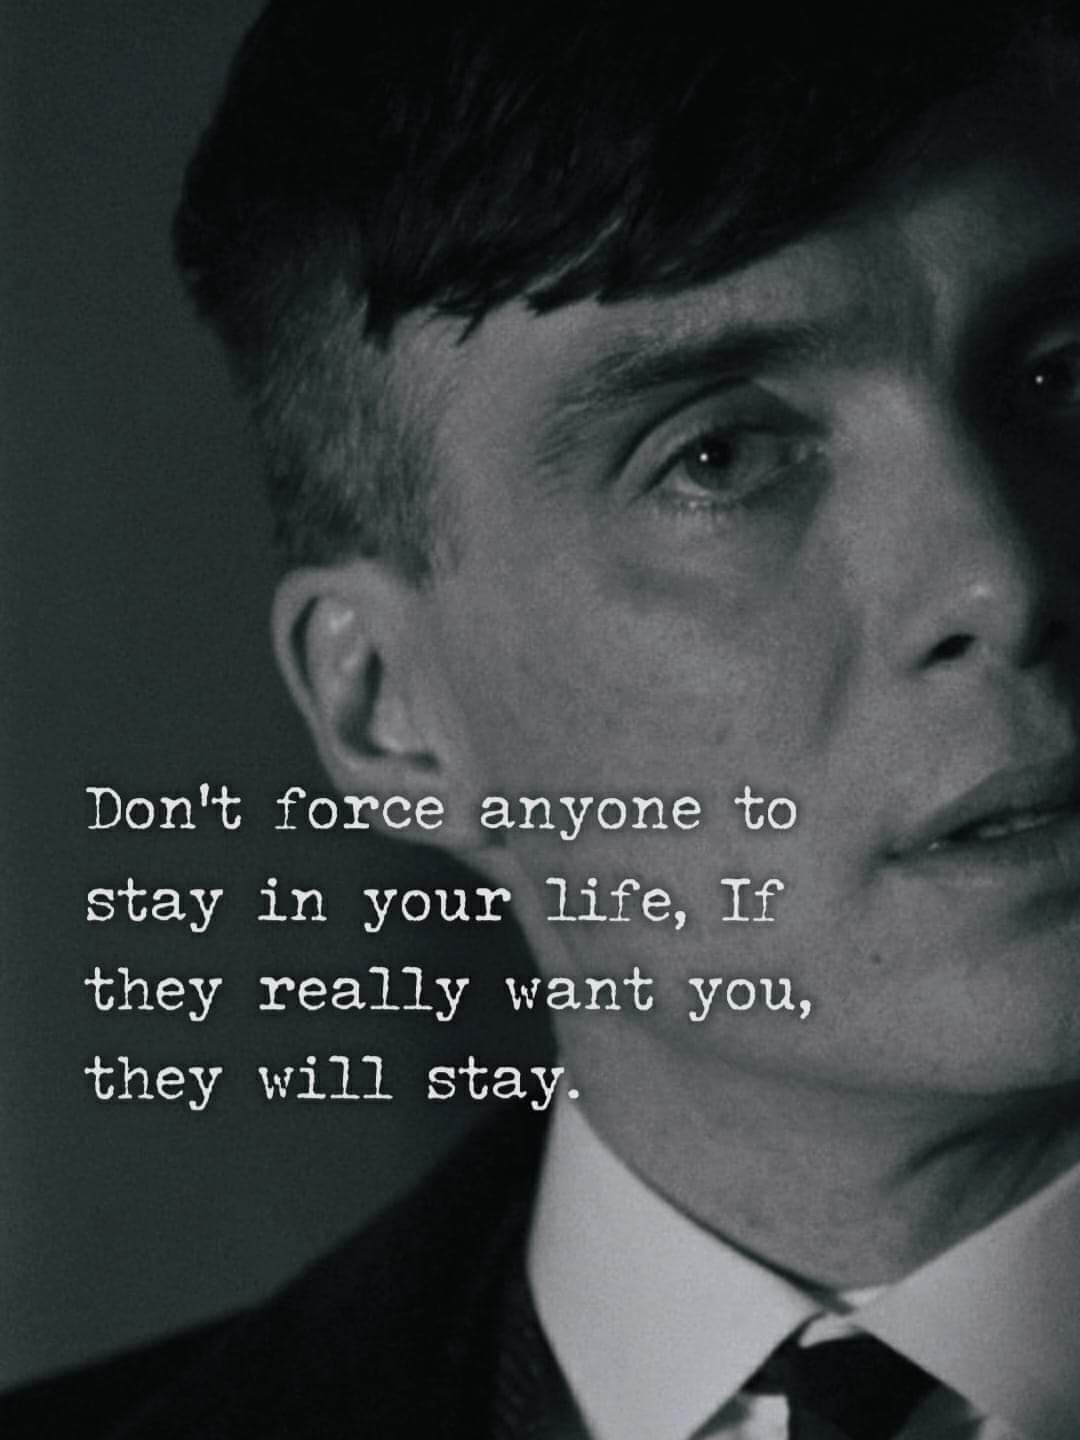 Don't force anyone to
stay in your life, If
they really want you,
they will stay.